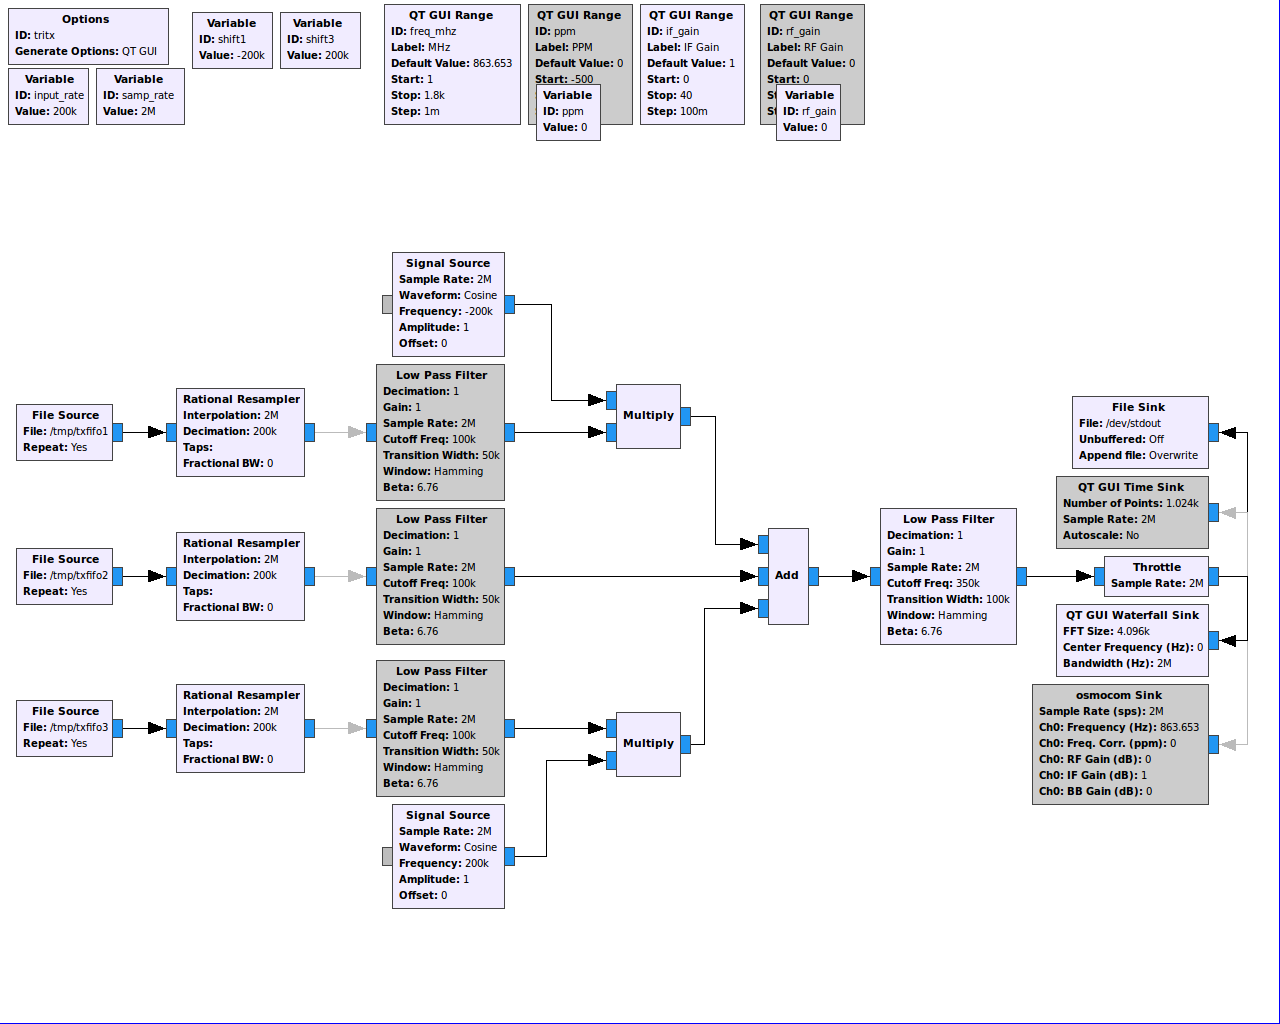 Options
ID: tritx
Generate Options: QT GUI
Variable
ID: shift1
Value: -200k
Variable
ID: shift3
Value: 200k
Variable
ID: input_rate
Value: 200k
Variable
ID: samp_rate
Value: 2M
QT GUI Range
ID: freq_mhz
Label: MHz
Default Value: 863.653
Start: 1
Stop: 1.8k
Step: 1m
QT GUI Range
ID: ppm
Label: PPM
Default Value: 0
Start: -500
Variable
ID: ppm
Value: 0
QT GUI Range
ID: if_gain
Label: IF Gain
Default Value: 1
Start: 0
Stop: 40
Step: 100m
QT GUI Range
ID: rf_gain
Label: RF Gain
Default Value: 0
Start: 0
Variable
ID: rf_gain
Value: 0
Signal Source
Sample Rate: 2M
Waveform: Cosine
Frequency: -200k
Amplitude: 1
Offset: 0
File Source
File: /tmp/txfifo1
Repeat: Yes
Rational Resampler
Interpolation: 2M
Decimation: 200k
Taps:
Fractional BW: 0
Low Pass Filter
Decimation: 1
Gain: 1
Sample Rate: 2M
Cutoff Freq: 100k
Transition Width: 50k
Window: Hamming
Beta: 6.76
Multiply
File Source
File: /tmp/txfifo2
Repeat: Yes
Rational Resampler
Interpolation: 2M
Decimation: 200k
Taps:
Fractional BW: 0
Low Pass Filter
Decimation: 1
Gain: 1
Sample Rate: 2M
Cutoff Freq: 100k
Transition Width: 50k
Window: Hamming
Beta: 6.76
File Source
File: /tmp/txfifo3
Repeat: Yes
Rational Resampler
Interpolation: 2M
Decimation: 200k
Taps:
Fractional BW: 0
Low Pass Filter
Decimation: 1
Gain: 1
Sample Rate: 2M
Cutoff Freq: 100k
Transition Width: 50k
Window: Hamming
Beta: 6.76
Multiply
Signal Source
Sample Rate: 2M
Waveform: Cosine
Frequency: 200k
Amplitude: 1
Offset: 0
Add
Low Pass Filter
Decimation: 1
Gain: 1
Sample Rate: 2M
Cutoff Freq: 350k
Transition Width: 100k
Window: Hamming
Beta: 6.76
File Sink
File: /dev/stdout
Unbuffered: Off
Append file: Overwrite
QT GUI Time Sink
Number of Points: 1.024k
Sample Rate: 2M
Autoscale: No
Throttle
Sample Rate: 2M
QT GUI Waterfall Sink
FFT Size: 4.096k
Center Frequency (Hz): 0
Bandwidth (Hz): 2M
osmocom Sink
Sample Rate (sps): 2M
Ch0: Frequency (Hz): 863.653
Ch0: Freq. Corr. (ppm): 0
Ch0: RF Gain (dB): 0
Ch0: IF Gain (dB): 1
Ch0: BB Gain (dB): 0